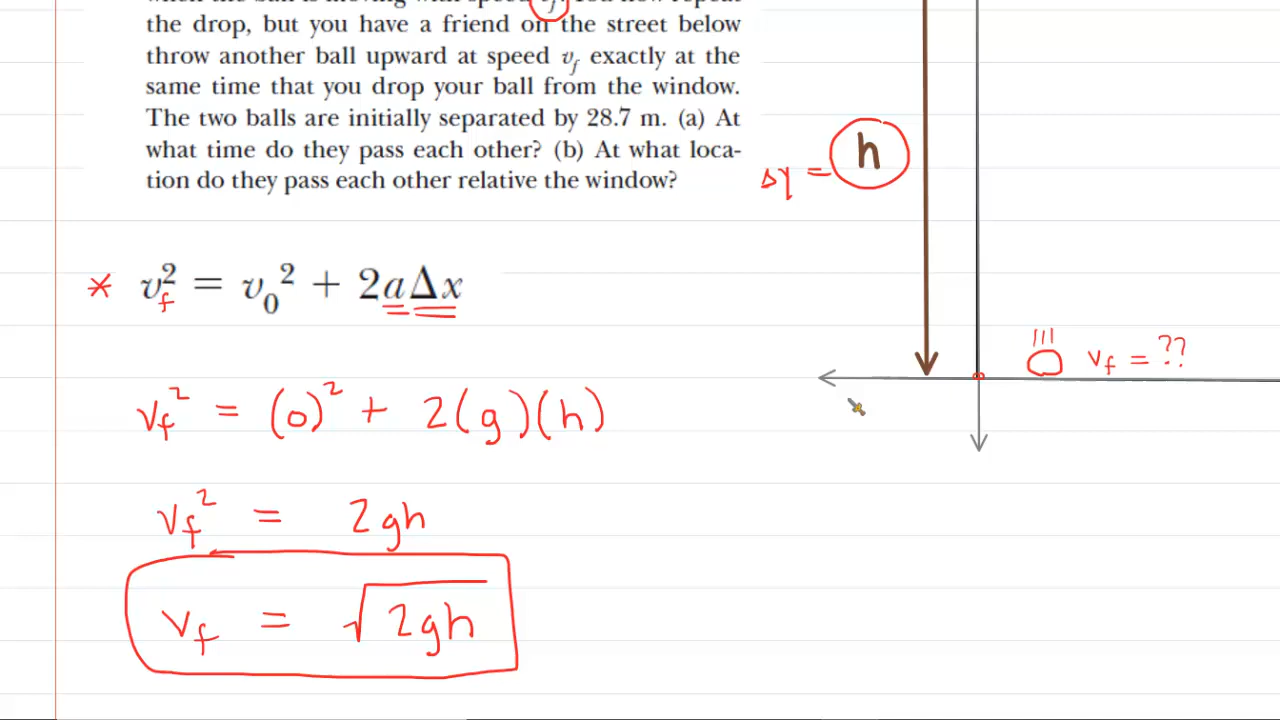 the drop, but you have a friend on the street below
throw another ball upward at speed v_f exactly at the
same time that you drop your ball from the window.
The two balls are initially separated by 28.7 m. (a) At
what time do they pass each other? (b) At what loca-
tion do they pass each other relative the window?
Δy = h
* v_f² = v₀² + 2aΔx
v_f = ??
v_f² = (0)² + 2(g)(h)
v_f² = 2gh
v_f = √2gh